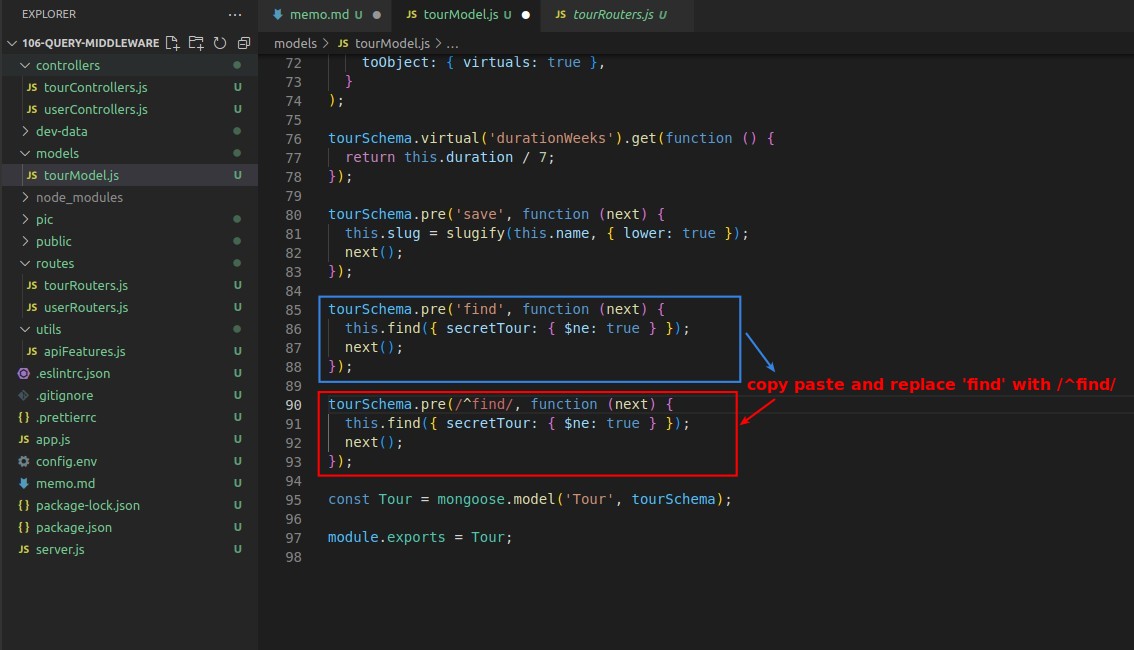 EXPLORER
106-QUERY-MIDDLEWARE
controllers
JS tourControllers.js U
JS userControllers.js U
dev-data
models
JS tourModel.js U
node_modules
pic
public
routes
JS tourRouters.js U
JS userRouters.js U
utils
JS apiFeatures.js U
.eslintrc.json U
.gitignore U
{} .prettierrc U
JS app.js U
config.env U
memo.md U
{} package-lock.json U
{} package.json U
JS server.js U
memo.md U
JS tourModel.js U
JS tourRouters.js U
models > JS tourModel.js > ...
72 toObject: { virtuals: true },
73 }
74 );
75
76 tourSchema.virtual('durationWeeks').get(function () {
77 return this.duration / 7;
78 });
79
80 tourSchema.pre('save', function (next) {
81 this.slug = slugify(this.name, { lower: true });
82 next();
83 });
84
85 tourSchema.pre('find', function (next) {
86 this.find({ secretTour: { $ne: true } });
87 next();
88 });
89
copy paste and replace 'find' with /^find/
90 tourSchema.pre(/^find/, function (next) {
91 this.find({ secretTour: { $ne: true } });
92 next();
93 });
94
95 const Tour = mongoose.model('Tour', tourSchema);
96
97 module.exports = Tour;
98